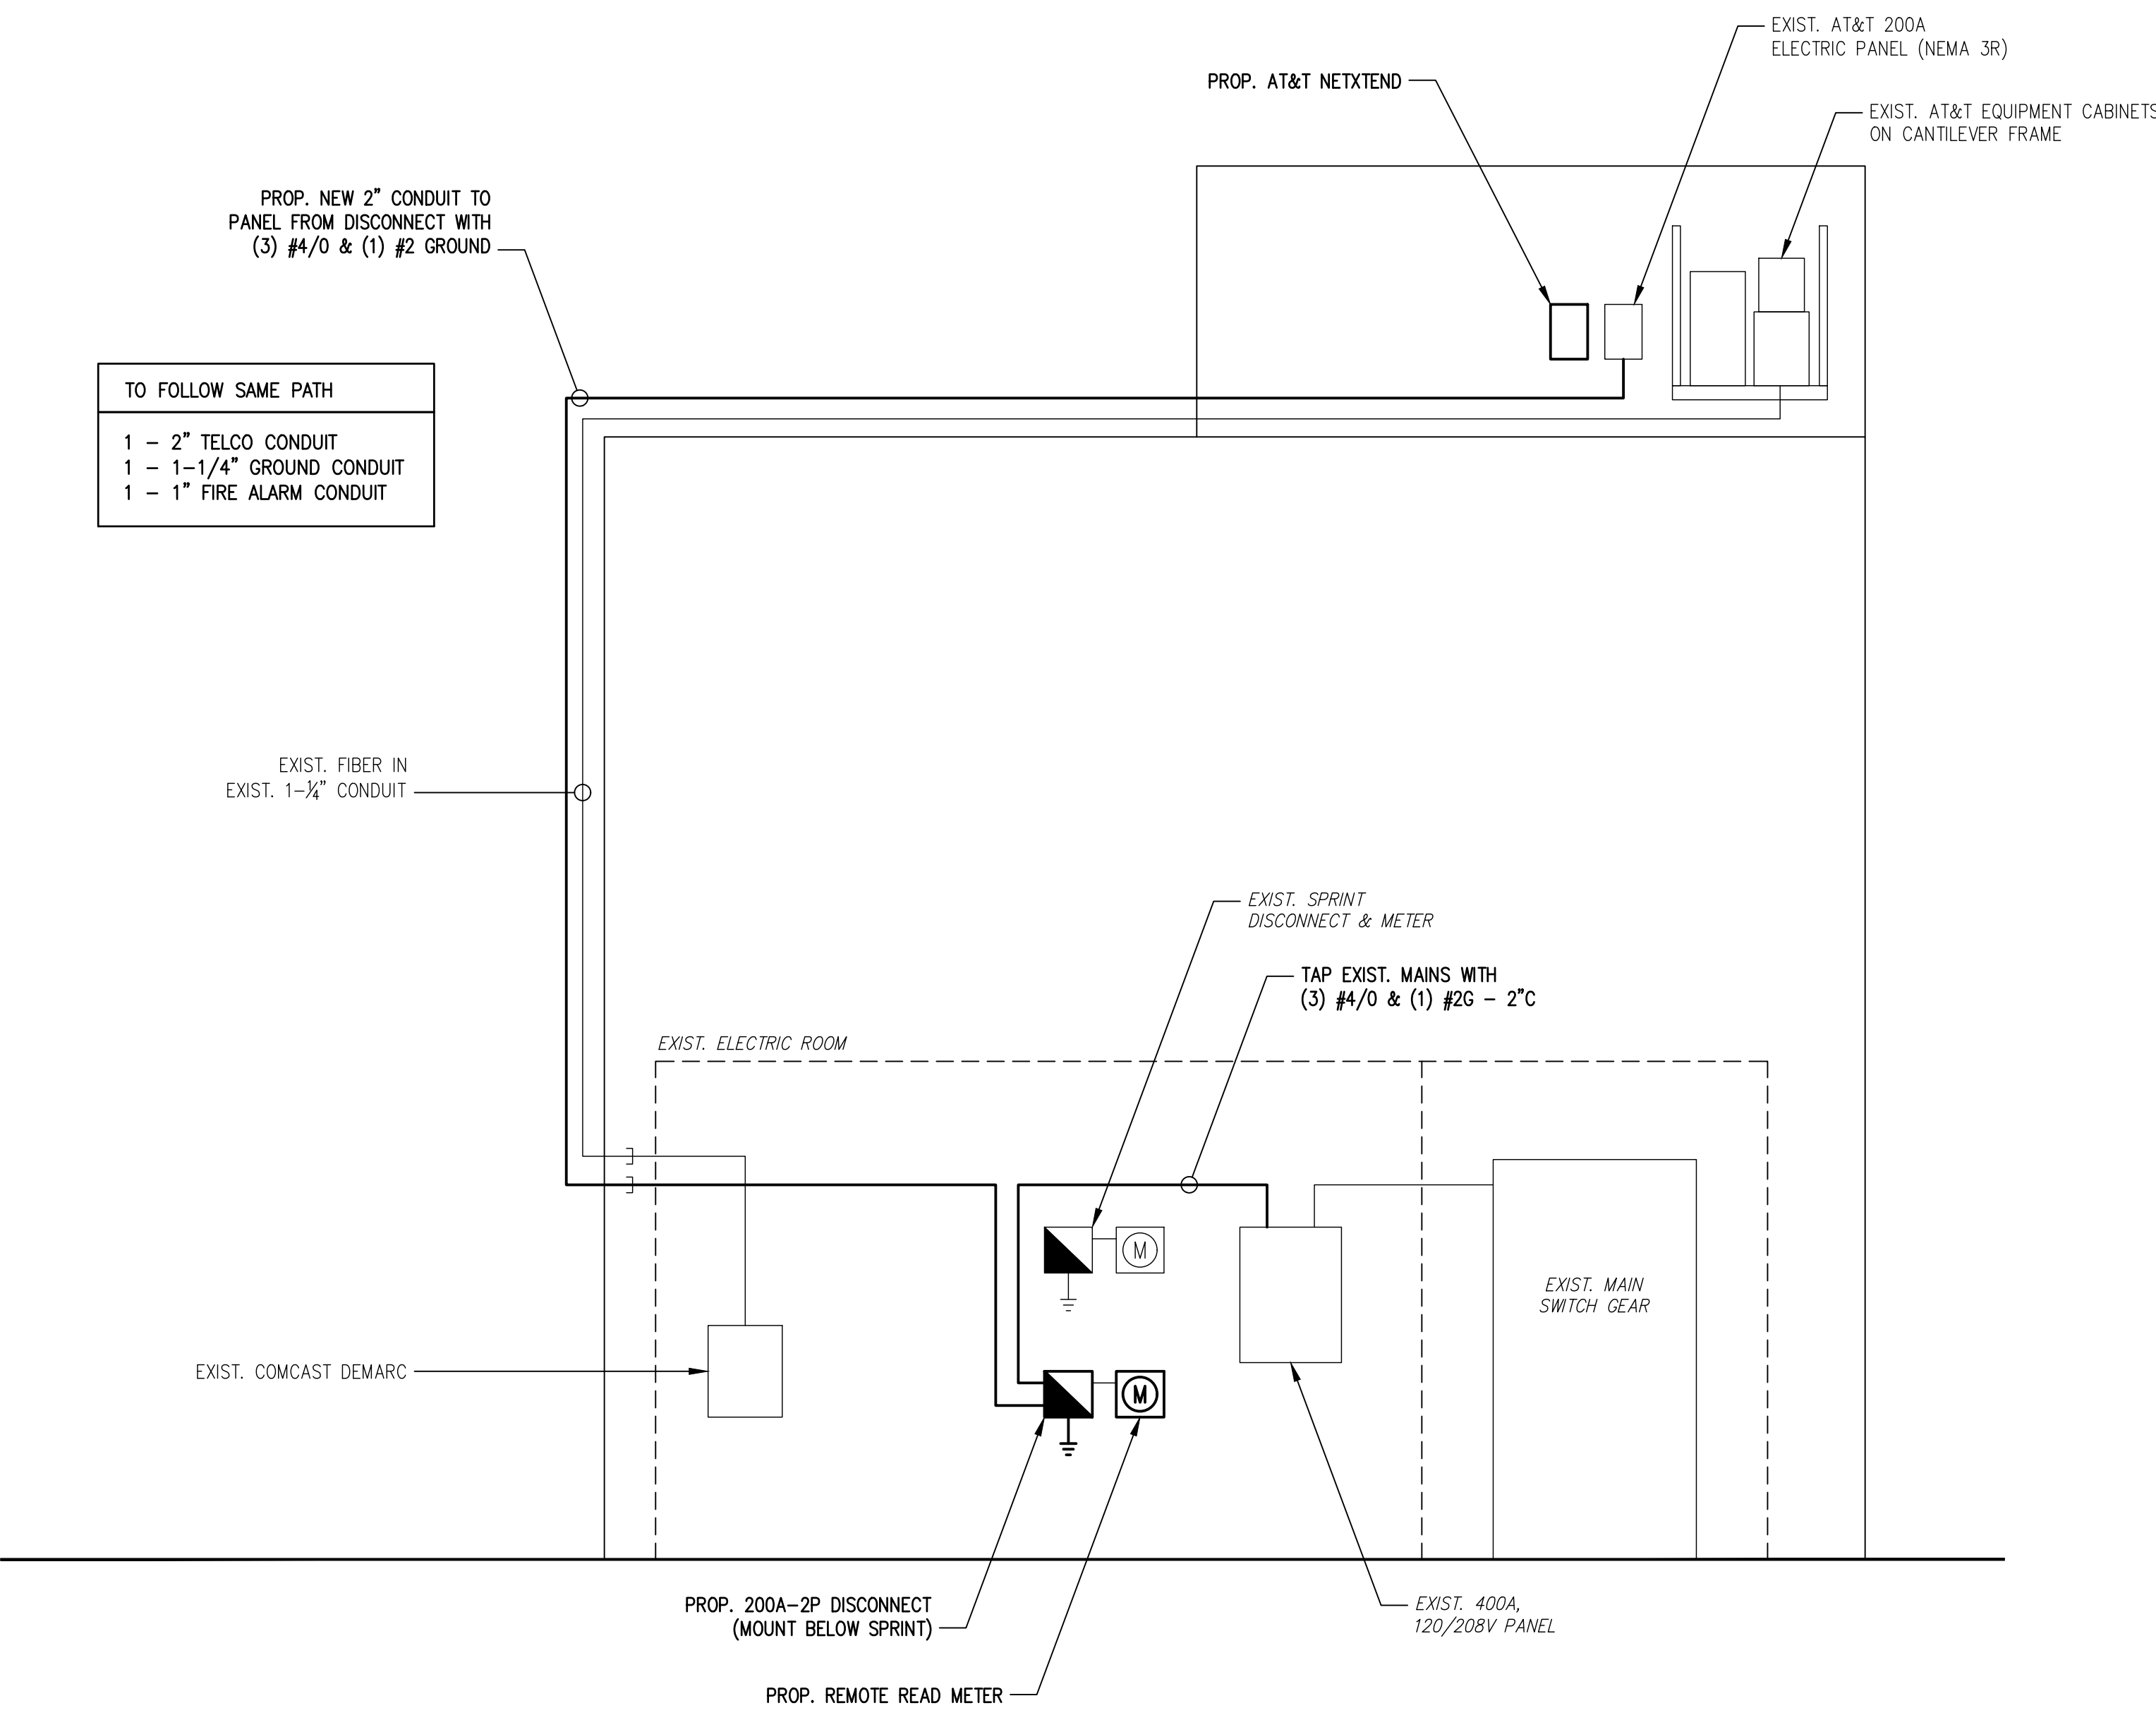 EXIST. AT&T 200A
ELECTRIC PANEL (NEMA 3R)
PROP. AT&T NETXTEND
EXIST. AT&T EQUIPMENT CABINETS
ON CANTILEVER FRAME
PROP. NEW 2" CONDUIT TO
PANEL FROM DISCONNECT WITH
(3) #4/0 & (1) #2 GROUND
TO FOLLOW SAME PATH
1 - 2" TELCO CONDUIT
1 - 1-1/4" GROUND CONDUIT
1 - 1" FIRE ALARM CONDUIT
EXIST. FIBER IN
EXIST. 1-¼" CONDUIT
EXIST. SPRINT
DISCONNECT & METER
TAP EXIST. MAINS WITH
(3) #4/0 & (1) #2G - 2"C
EXIST. ELECTRIC ROOM
M
EXIST. MAIN
SWITCH GEAR
EXIST. COMCAST DEMARC
M
PROP. 200A-2P DISCONNECT
(MOUNT BELOW SPRINT)
EXIST. 400A,
120/208V PANEL
PROP. REMOTE READ METER